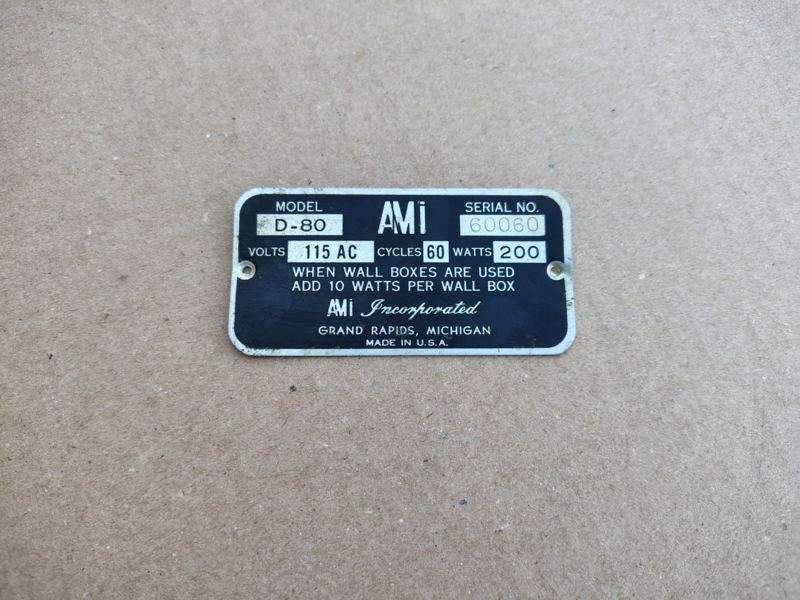 MODEL AMi SERIAL NO.
D-80 60060
VOLTS 115 AC CYCLES 60 WATTS 200
WHEN WALL BOXES ARE USED
ADD 10 WATTS PER WALL BOX
AMi Incorporated
GRAND RAPIDS, MICHIGAN
MADE IN U.S.A.